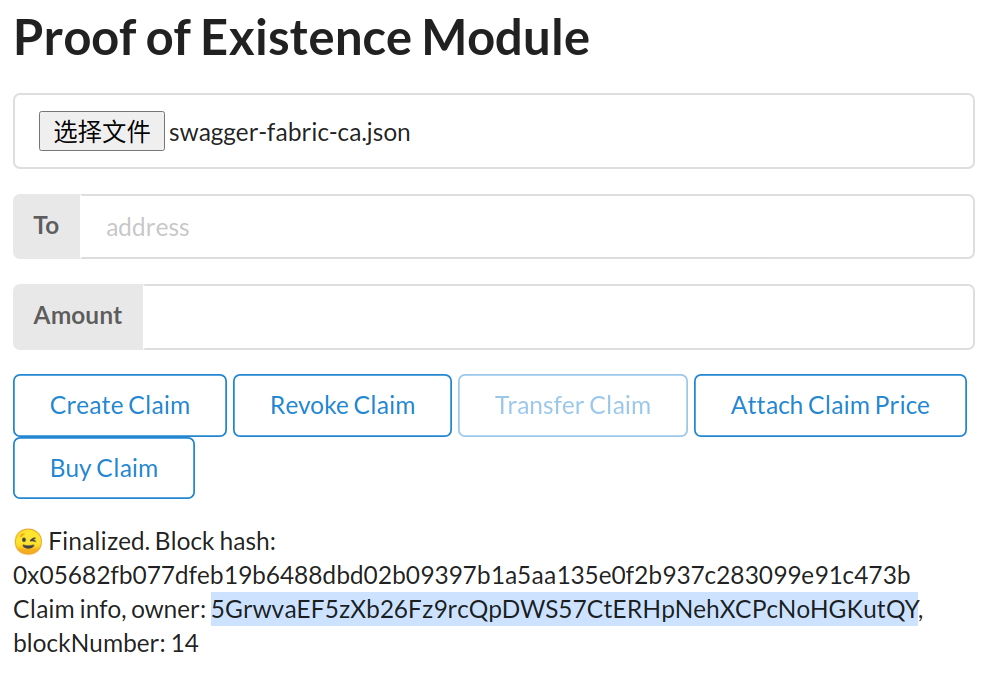 Proof of Existence Module
选择文件 swagger-fabric-ca.json
To address
Amount
Create Claim Revoke Claim Transfer Claim Attach Claim Price
Buy Claim
😉 Finalized. Block hash:
0x05682fb077dfeb19b6488dbd02b09397b1a5aa135e0f2b937c283099e91c473b
Claim info, owner: 5GrwvaEF5zXb26Fz9rcQpDWS57CtERHpNehXCPcNoHGKutQY,
blockNumber: 14